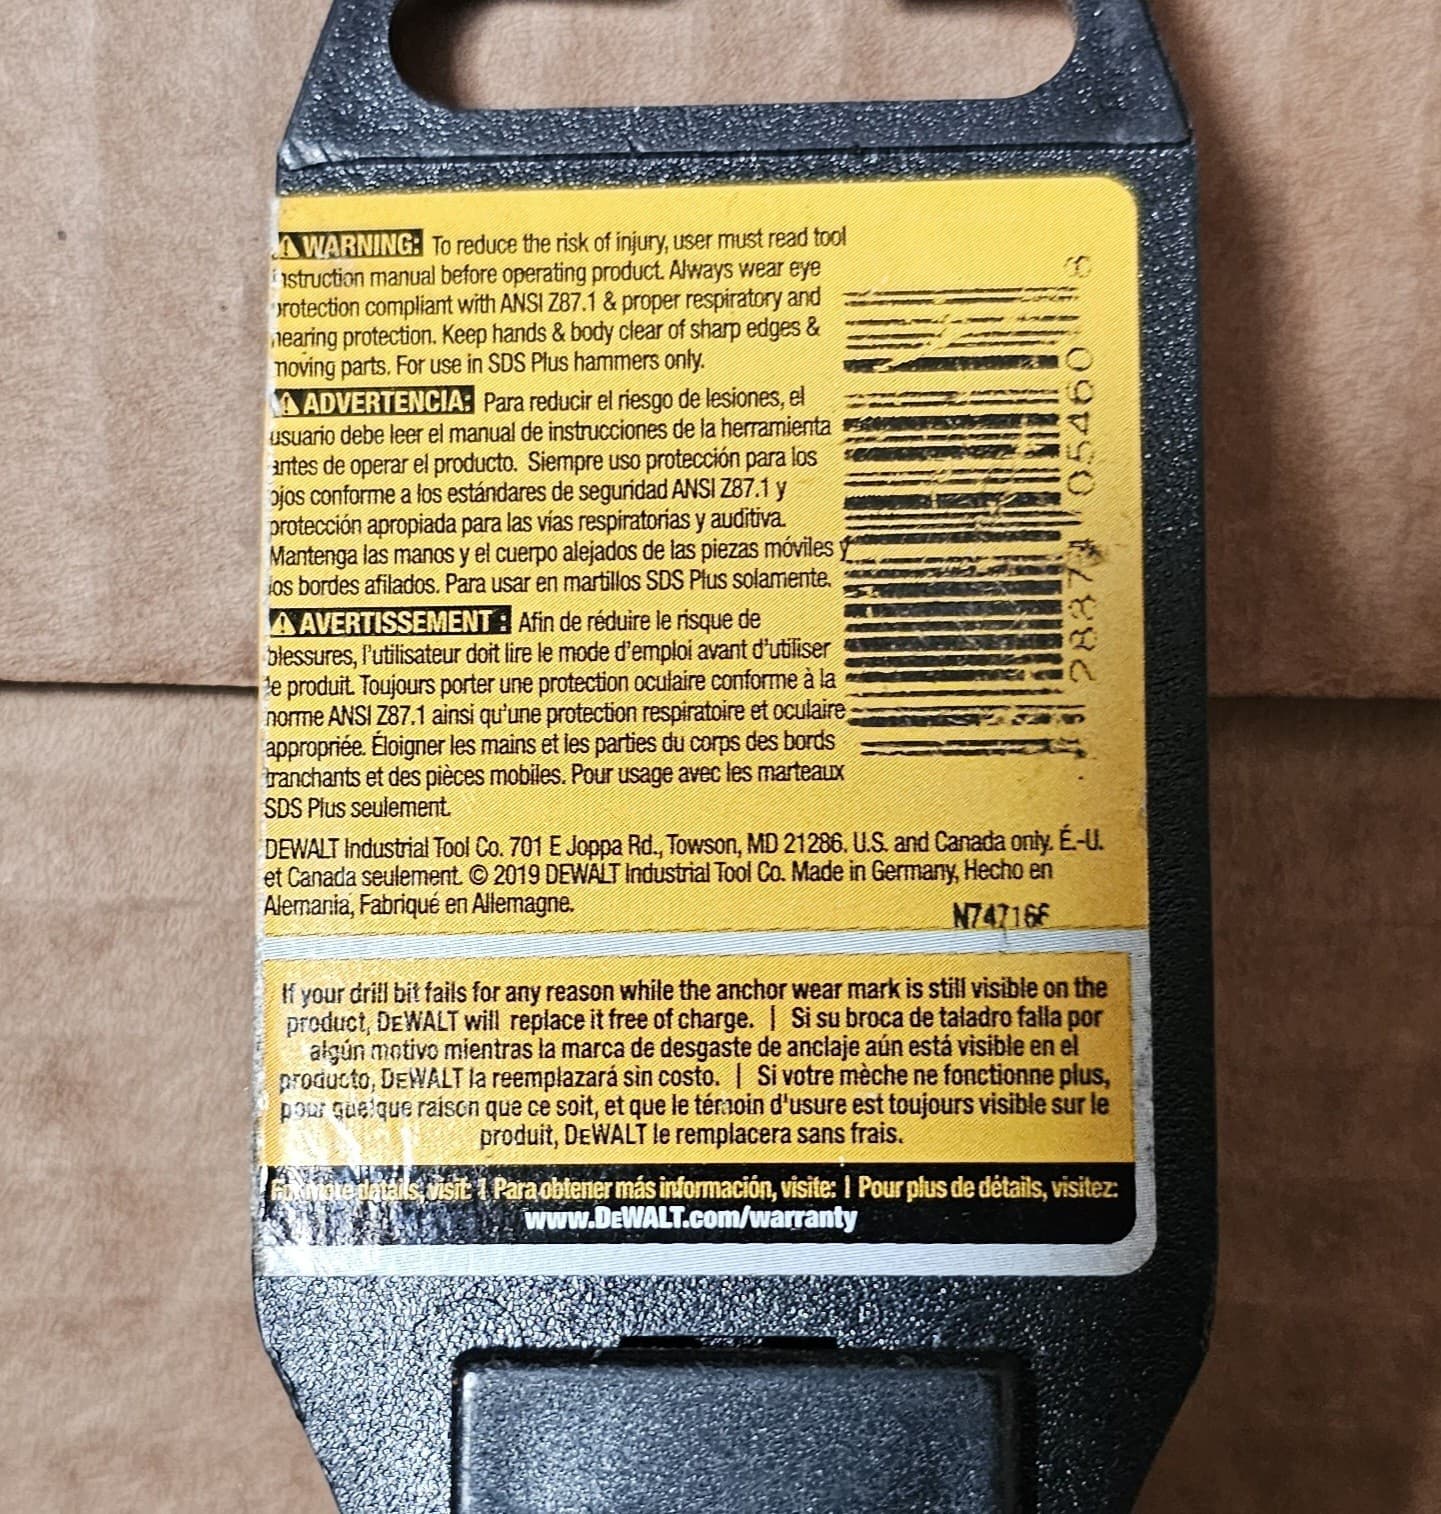 WARNING: To reduce the risk of injury, user must read tool
instruction manual before operating product. Always wear eye
protection compliant with ANSI Z87.1 & proper respiratory and
hearing protection. Keep hands & body clear of sharp edges &
moving parts. For use in SDS Plus hammers only.
ADVERTENCIA: Para reducir el riesgo de lesiones, el
usuario debe leer el manual de instrucciones de la herramienta
antes de operar el producto. Siempre uso protección para los
ojos conforme a los estándares de seguridad ANSI Z87.1 y
protección apropiada para las vías respiratorias y auditiva.
Mantenga las manos y el cuerpo alejados de las piezas móviles y
los bordes afilados. Para usar en martillos SDS Plus solamente.
AVERTISSEMENT : Afin de réduire le risque de
blessures, l'utilisateur doit lire le mode d'emploi avant d'utiliser
le produit. Toujours porter une protection oculaire conforme à la
norme ANSI Z87.1 ainsi qu'une protection respiratoire et oculaire
appropriée. Éloigner les mains et les parties du corps des bords
tranchants et des pièces mobiles. Pour usage avec les marteaux
SDS Plus seulement.
28874 05460
DEWALT Industrial Tool Co. 701 E Joppa Rd., Towson, MD 21286. U.S. and Canada only. É.-U.
et Canada seulement. © 2019 DEWALT Industrial Tool Co. Made in Germany, Hecho en
Alemania, Fabriqué en Allemagne.
N747166
If your drill bit fails for any reason while the anchor wear mark is still visible on the
product, DEWALT will replace it free of charge. | Si su broca de taladro falla por
algún motivo mientras la marca de desgaste de anclaje aún está visible en el
producto, DEWALT la reemplazará sin costo. | Si votre mèche ne fonctionne plus,
pour quelque raison que ce soit, et que le témoin d'usure est toujours visible sur le
produit, DEWALT le remplacera sans frais.
For more details, visit: | Para obtener más información, visite: | Pour plus de détails, visitez:
www.DEWALT.com/warranty